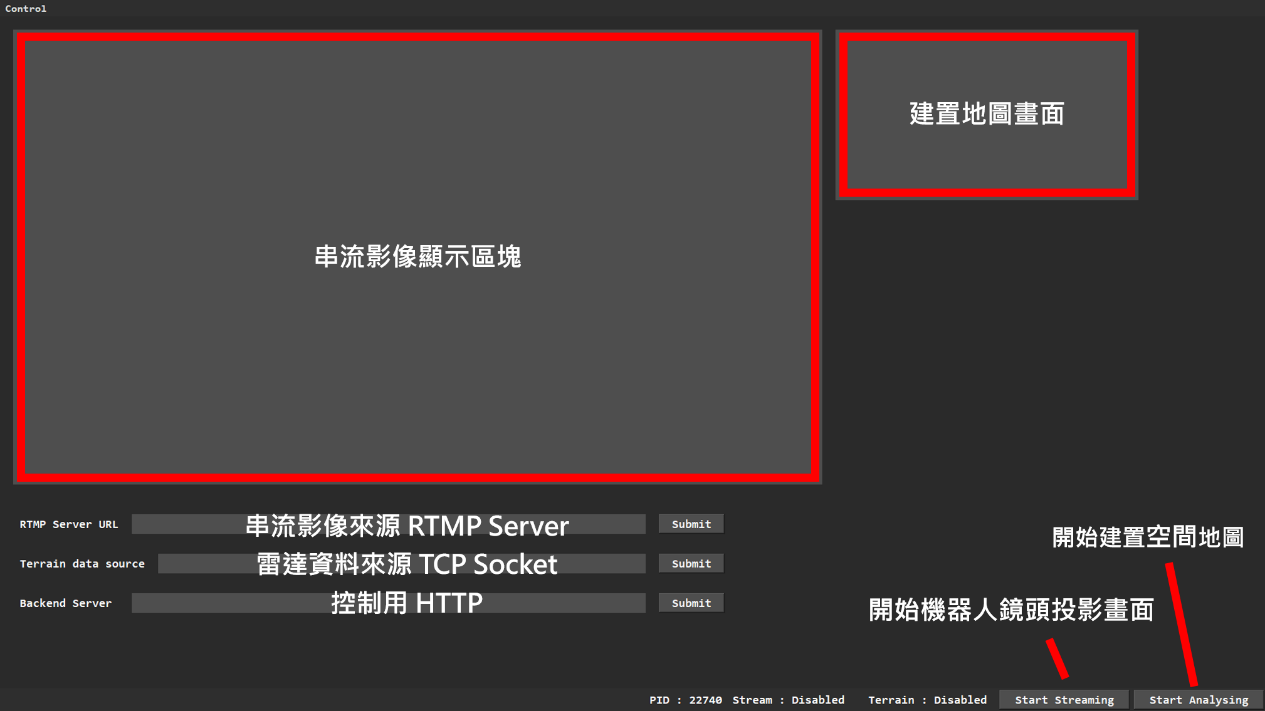 Control
串流影像顯示區塊
建置地圖畫面
RTMP Server URL 串流影像來源 RTMP Server Submit
Terrain data source 雷達資料來源 TCP Socket Submit
Backend Server 控制用 HTTP Submit
開始建置空間地圖
開始機器人鏡頭投影畫面
PID : 22740 Stream : Disabled Terrain : Disabled Start Streaming Start Analysing